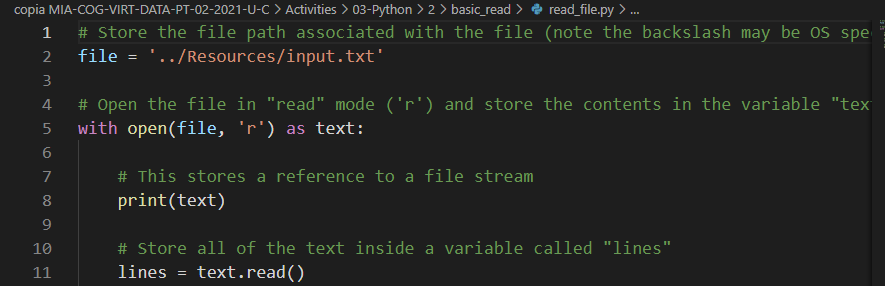 copia MIA-COG-VIRT-DATA-PT-02-2021-U-C > Activities > 03-Python > 2 > basic_read > read_file.py > ...
1 # Store the file path associated with the file (note the backslash may be OS spec
2 file = '../Resources/input.txt'
3
4 # Open the file in "read" mode ('r') and store the contents in the variable "text
5 with open(file, 'r') as text:
6
7 # This stores a reference to a file stream
8 print(text)
9
10 # Store all of the text inside a variable called "lines"
11 lines = text.read()